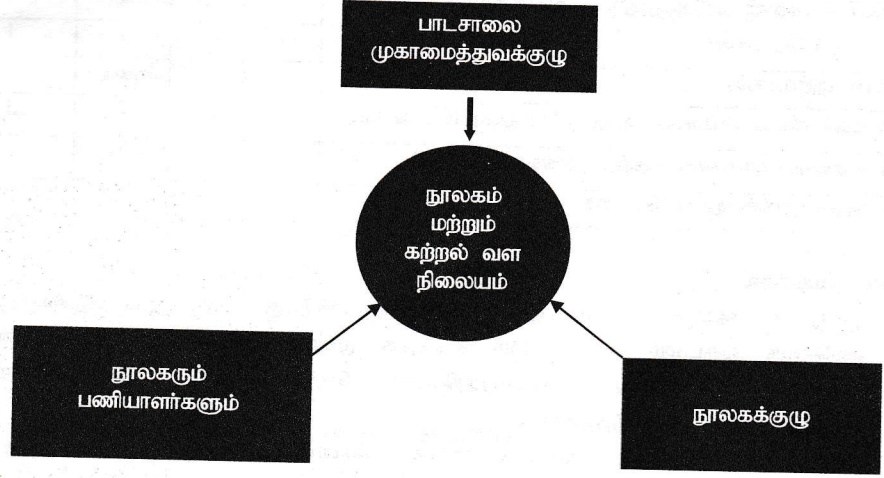 பாடசாலை
முகாமைத்துவக்குழு
நூலகம்
மற்றும்
கற்றல் வள
நிலையம்
நூலகரும்
பணியாளர்களும்
நூலகக்குழு